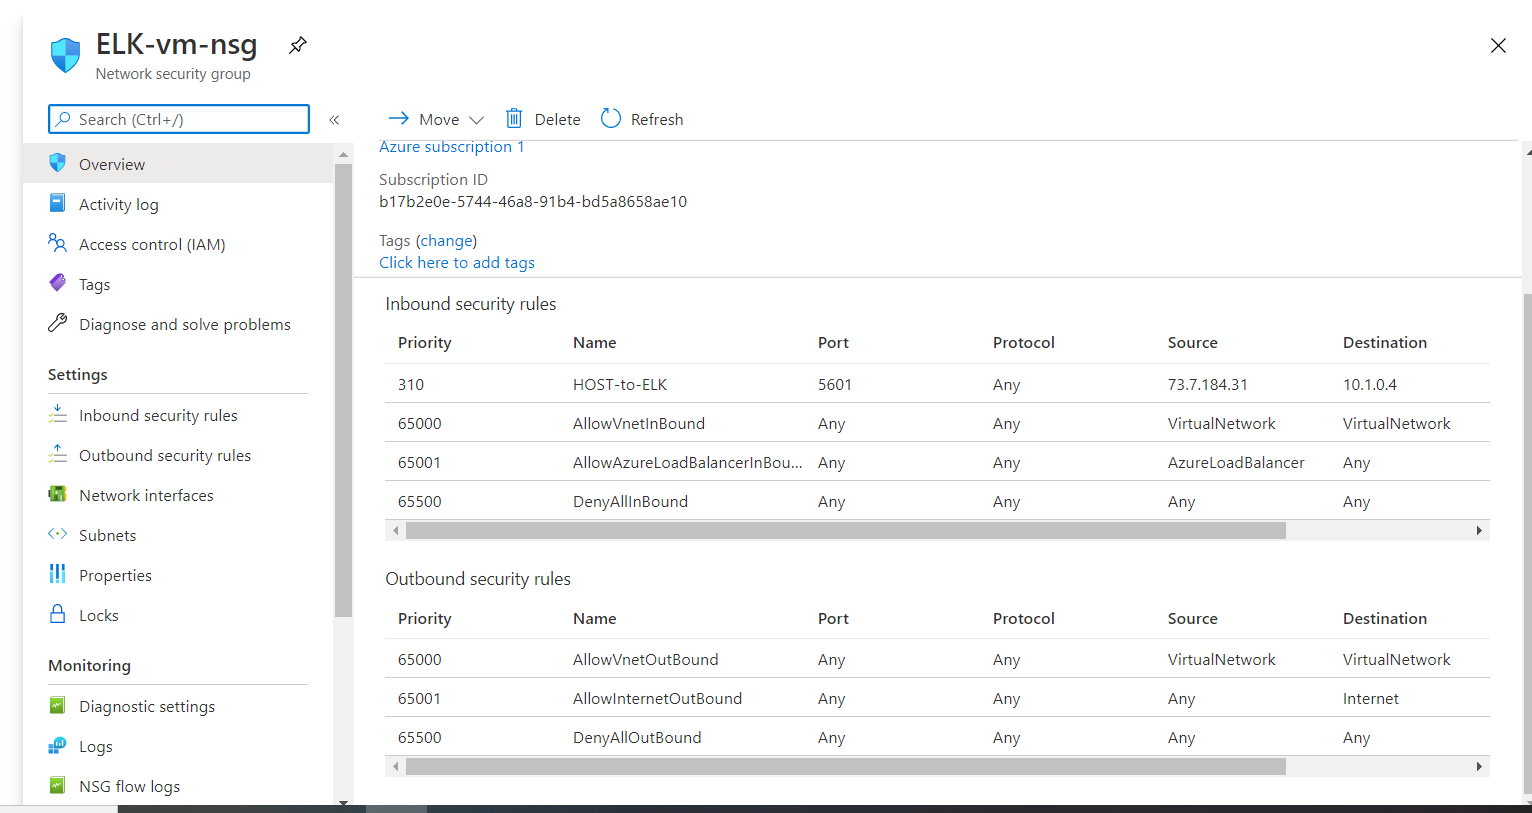 ELK-vm-nsg
Network security group
Search (Ctrl+/)
«
Move
Delete
Refresh
Overview
Activity log
Access control (IAM)
Tags
Diagnose and solve problems
Settings
Inbound security rules
Outbound security rules
Network interfaces
Subnets
Properties
Locks
Monitoring
Diagnostic settings
Logs
NSG flow logs
Azure subscription 1
Subscription ID
b17b2e0e-5744-46a8-91b4-bd5a8658ae10
Tags (change)
Click here to add tags
Inbound security rules
Priority Name Port Protocol Source Destination
310 HOST-to-ELK 5601 Any 73.7.184.31 10.1.0.4
65000 AllowVnetInBound Any Any VirtualNetwork VirtualNetwork
65001 AllowAzureLoadBalancerInBou... Any Any AzureLoadBalancer Any
65500 DenyAllInBound Any Any Any Any
Outbound security rules
Priority Name Port Protocol Source Destination
65000 AllowVnetOutBound Any Any VirtualNetwork VirtualNetwork
65001 AllowInternetOutBound Any Any Any Internet
65500 DenyAllOutBound Any Any Any Any